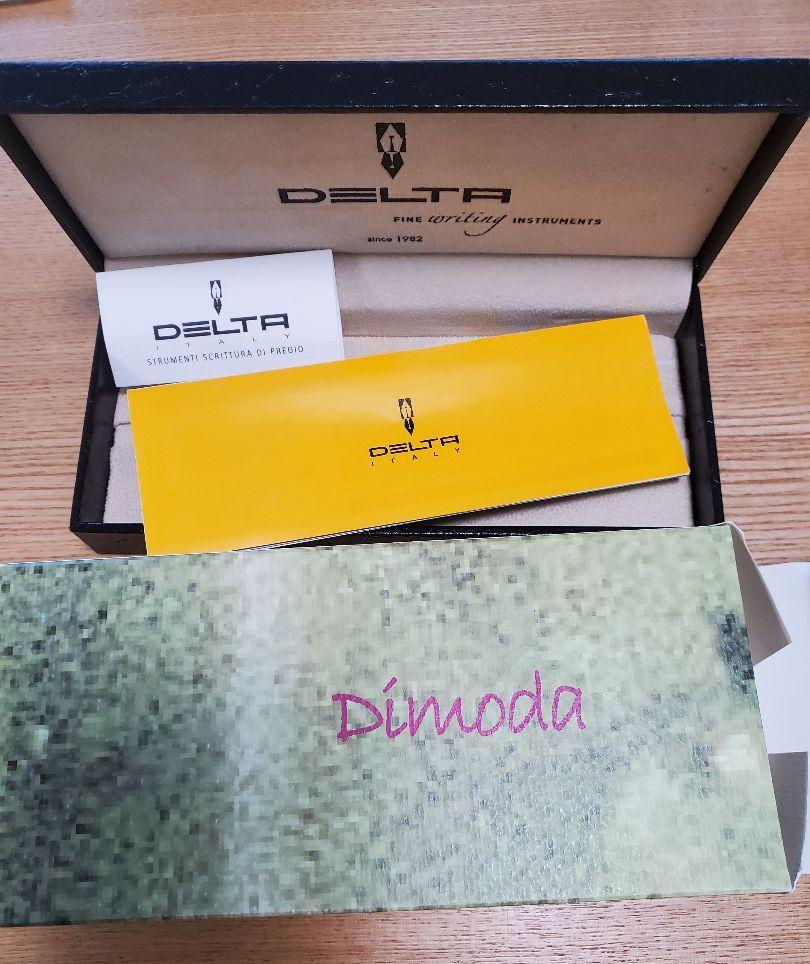 DELTA
FINE writing INSTRUMENTS
since 1982
DELTA
ITALY
STRUMENTI SCRITTURA DI PREGIO
DELTA
ITALY
Dimoda